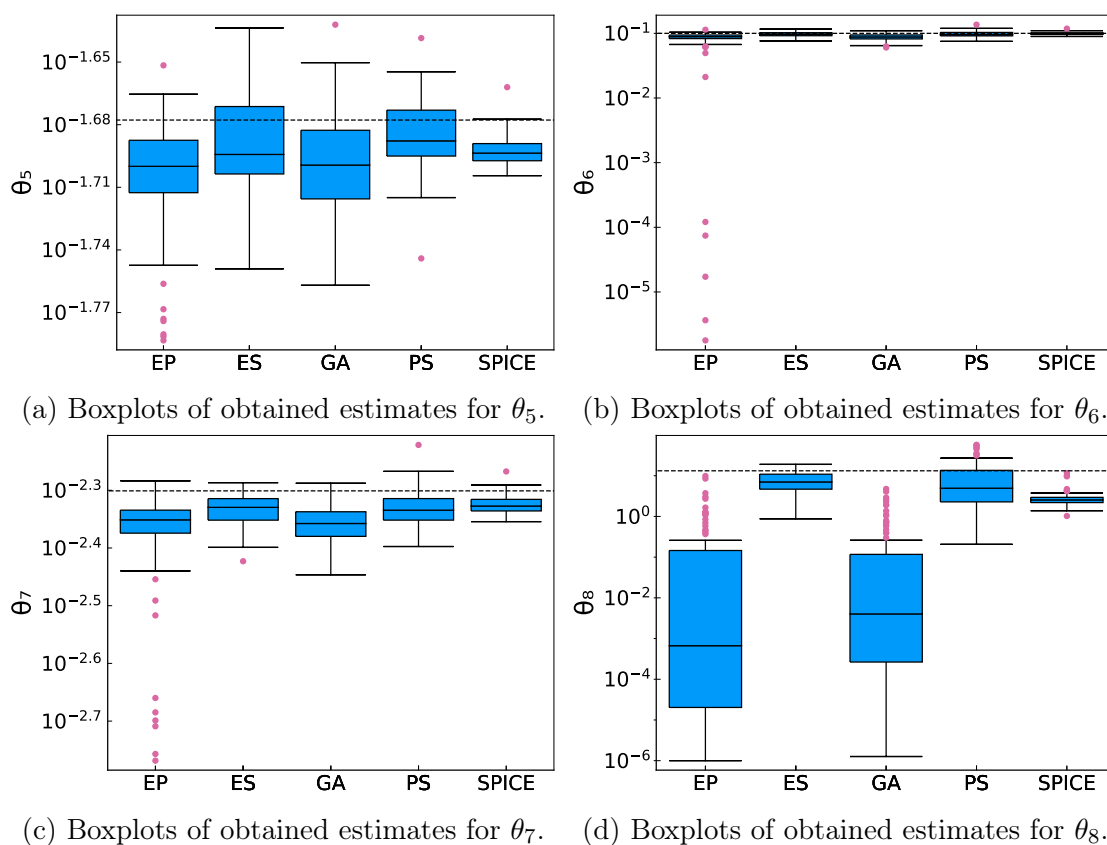 10^−1.65
10^−1.68
10^−1.71
10^−1.74
10^−1.77
θ₅
EP ES GA PS SPICE
(a) Boxplots of obtained estimates for θ₅.
10^−1
10^−2
10^−3
10^−4
10^−5
θ₆
EP ES GA PS SPICE
(b) Boxplots of obtained estimates for θ₆.
10^−2.3
10^−2.4
10^−2.5
10^−2.6
10^−2.7
θ₇
EP ES GA PS SPICE
(c) Boxplots of obtained estimates for θ₇.
10^0
10^−2
10^−4
10^−6
θ₈
EP ES GA PS SPICE
(d) Boxplots of obtained estimates for θ₈.